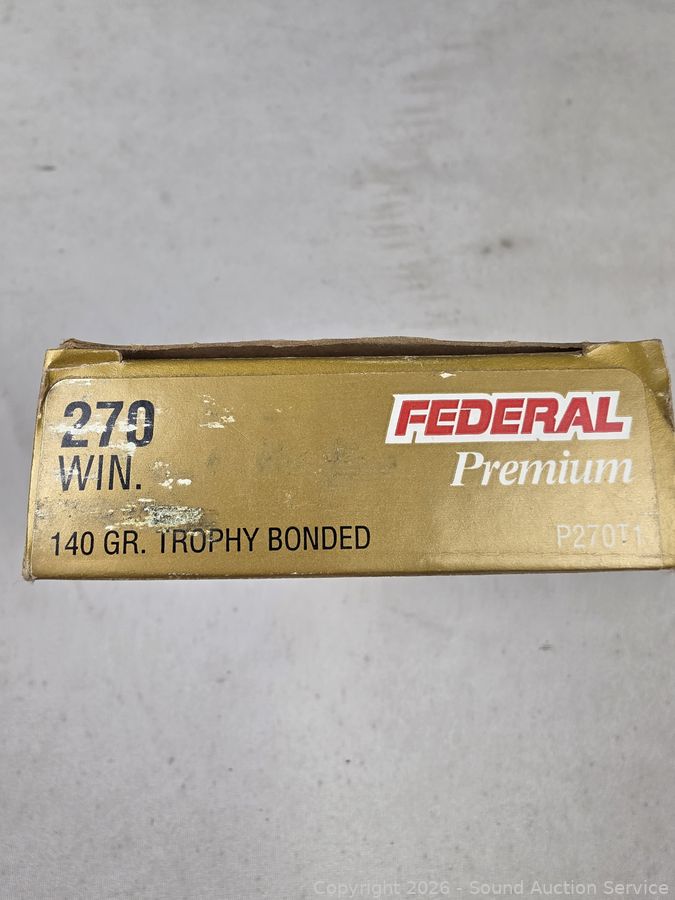 270
WIN.
FEDERAL
Premium
140 GR. TROPHY BONDED
P270T1
Copyright 2026 - Sound Auction Service